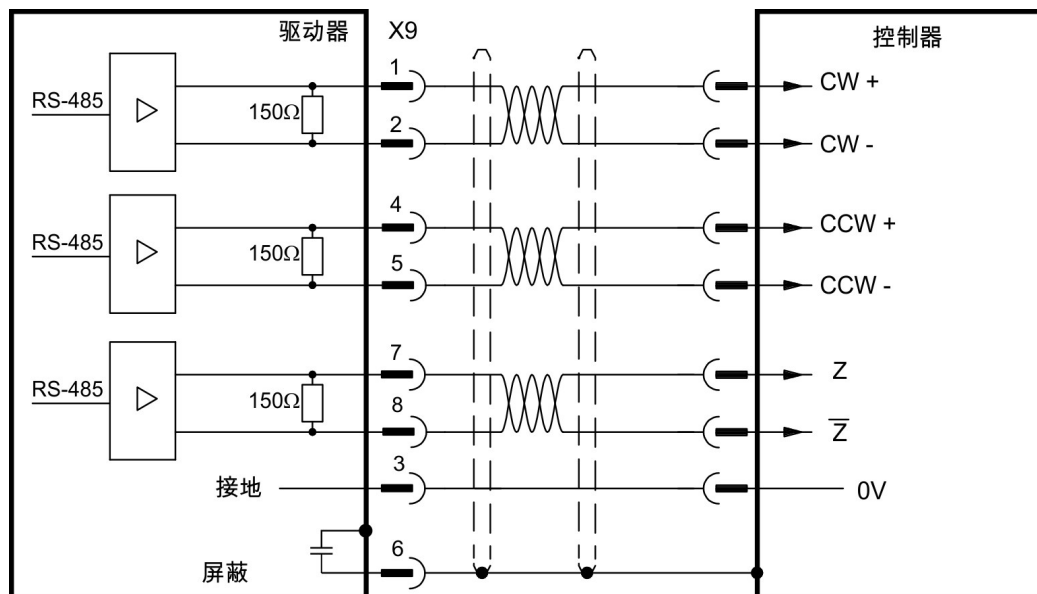 驱动器 X9 控制器
1 CW +
RS-485 150Ω
2 CW -
4 CCW +
RS-485 150Ω
5 CCW -
7 Z
RS-485 150Ω
8 Z̅
接地 3 0V
屏蔽 6